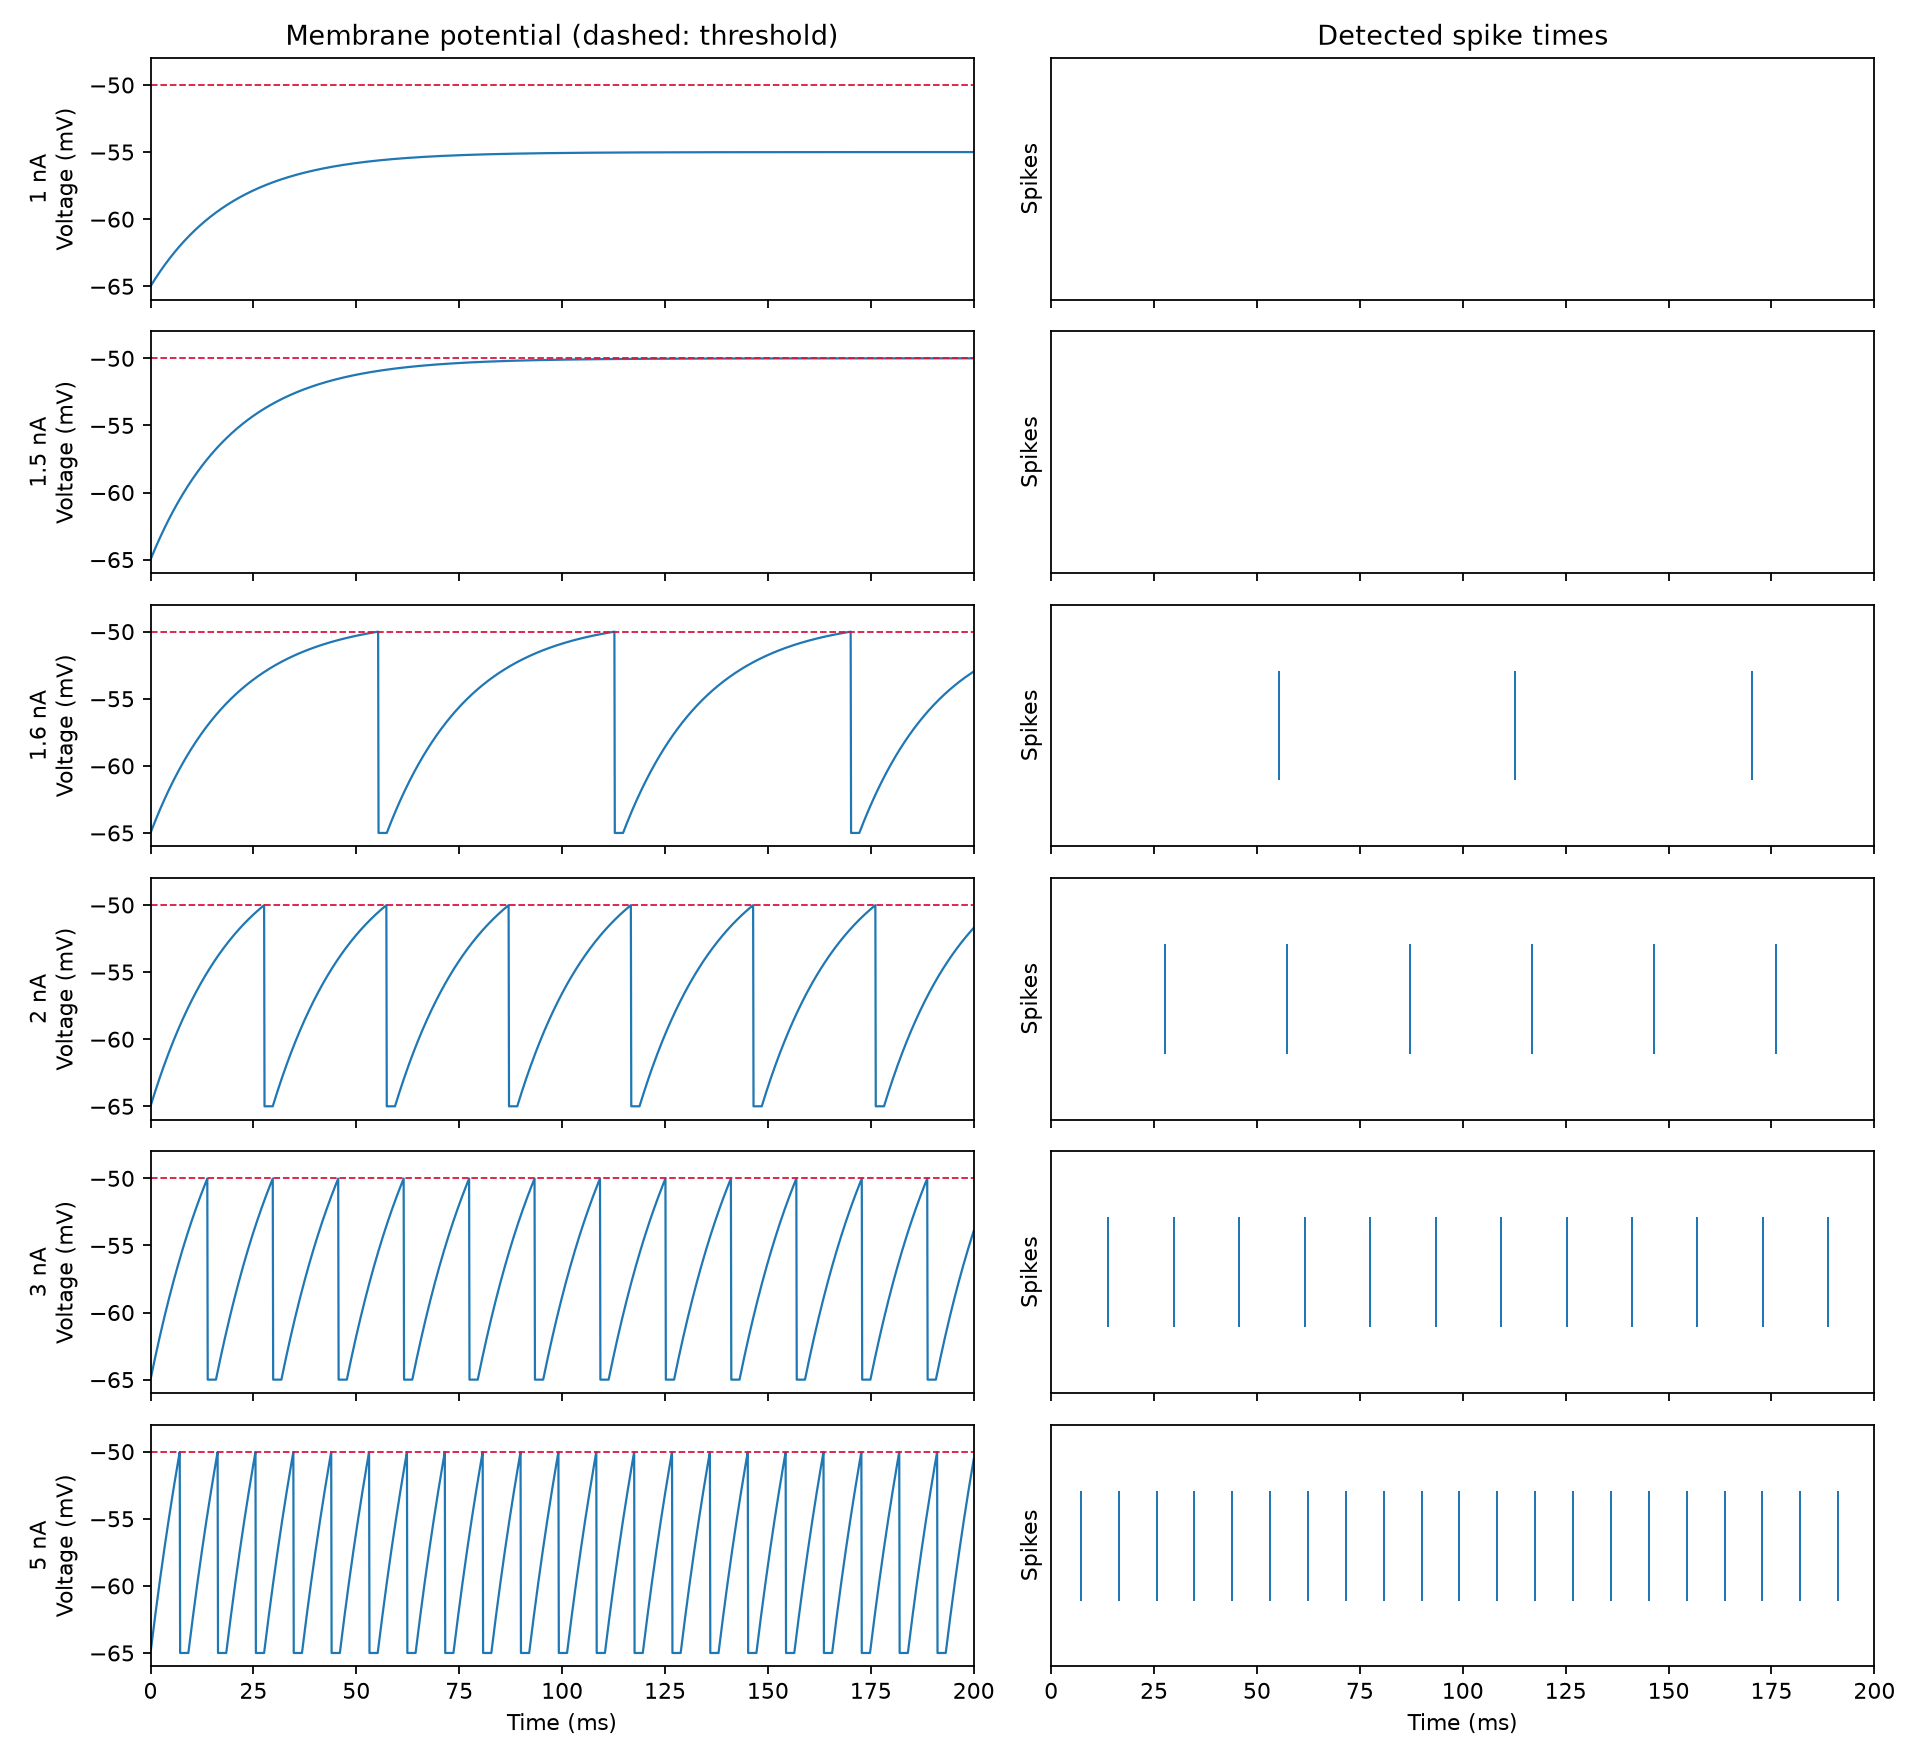 Membrane potential (dashed: threshold)
Detected spike times
−50
−55
−60
−65
1 nA
Voltage (mV)
Spikes
−50
−55
−60
−65
1.5 nA
Voltage (mV)
Spikes
−50
−55
−60
−65
1.6 nA
Voltage (mV)
Spikes
−50
−55
−60
−65
2 nA
Voltage (mV)
Spikes
−50
−55
−60
−65
3 nA
Voltage (mV)
Spikes
−50
−55
−60
−65
5 nA
Voltage (mV)
Spikes
0 25 50 75 100 125 150 175 200
Time (ms)
0 25 50 75 100 125 150 175 200
Time (ms)